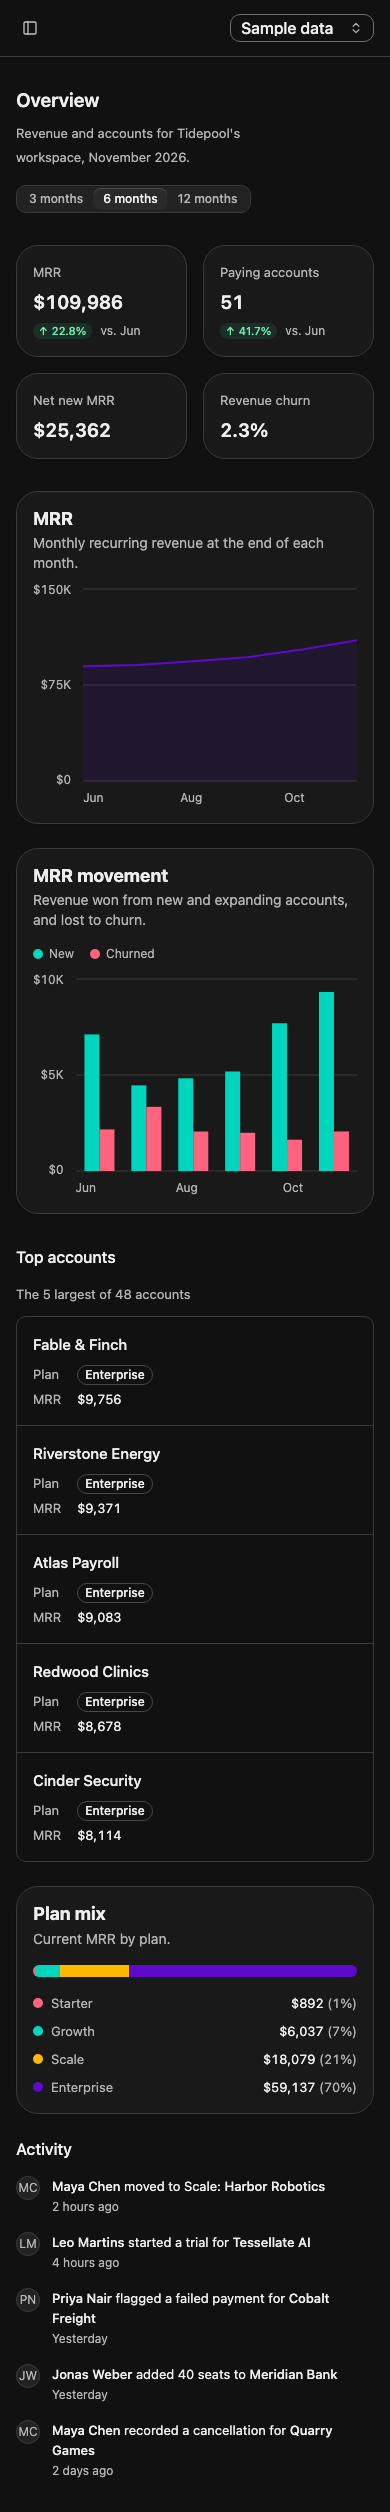 Sample data
Overview
Revenue and accounts for Tidepool's
workspace, November 2026.
3 months 6 months 12 months
MRR
$109,986
↑ 22.8% vs. Jun
Paying accounts
51
↑ 41.7% vs. Jun
Net new MRR
$25,362
Revenue churn
2.3%
MRR
Monthly recurring revenue at the end of each
month.
$150K
$75K
$0
Jun Aug Oct
MRR movement
Revenue won from new and expanding accounts,
and lost to churn.
New Churned
$10K
$5K
$0
Jun Aug Oct
Top accounts
The 5 largest of 48 accounts
Fable & Finch
Plan Enterprise
MRR $9,756
Riverstone Energy
Plan Enterprise
MRR $9,371
Atlas Payroll
Plan Enterprise
MRR $9,083
Redwood Clinics
Plan Enterprise
MRR $8,678
Cinder Security
Plan Enterprise
MRR $8,114
Plan mix
Current MRR by plan.
Starter $892 (1%)
Growth $6,037 (7%)
Scale $18,079 (21%)
Enterprise $59,137 (70%)
Activity
MC Maya Chen moved to Scale: Harbor Robotics
2 hours ago
LM Leo Martins started a trial for Tessellate AI
4 hours ago
PN Priya Nair flagged a failed payment for Cobalt
Freight
Yesterday
JW Jonas Weber added 40 seats to Meridian Bank
Yesterday
MC Maya Chen recorded a cancellation for Quarry
Games
2 days ago